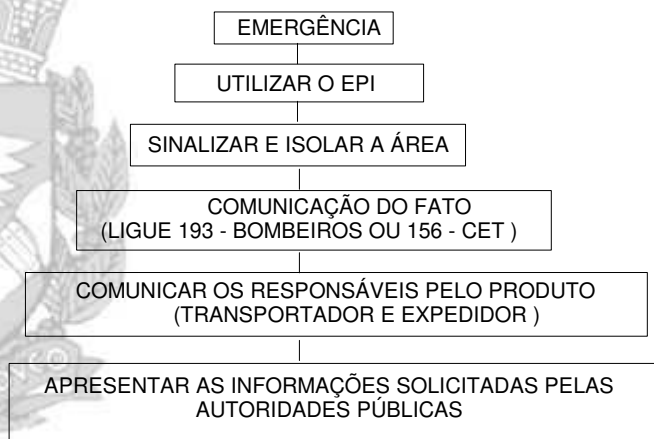 EMERGÊNCIA
UTILIZAR O EPI
SINALIZAR E ISOLAR A ÁREA
COMUNICAÇÃO DO FATO
(LIGUE 193 - BOMBEIROS OU 156 - CET )
COMUNICAR OS RESPONSÁVEIS PELO PRODUTO
(TRANSPORTADOR E EXPEDIDOR )
APRESENTAR AS INFORMAÇÕES SOLICITADAS PELAS
AUTORIDADES PÚBLICAS